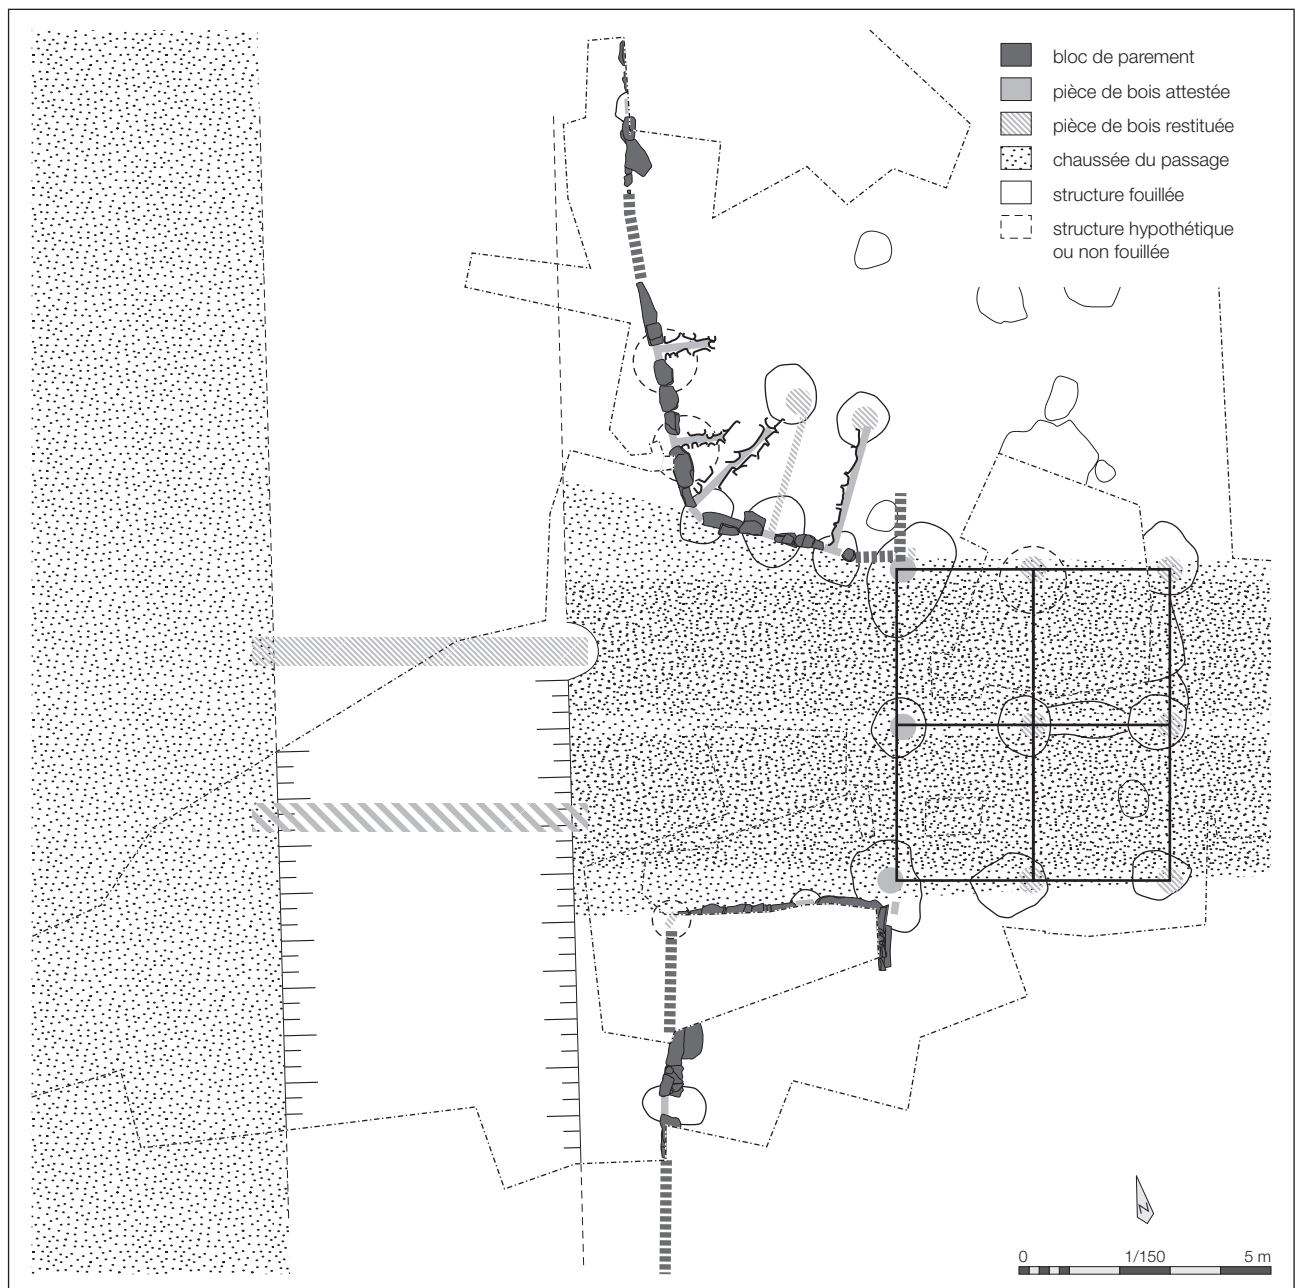 bloc de parement
pièce de bois attestée
pièce de bois restituée
chaussée du passage
structure fouillée
structure hypothétique
ou non fouillée
N
0 1/150 5 m